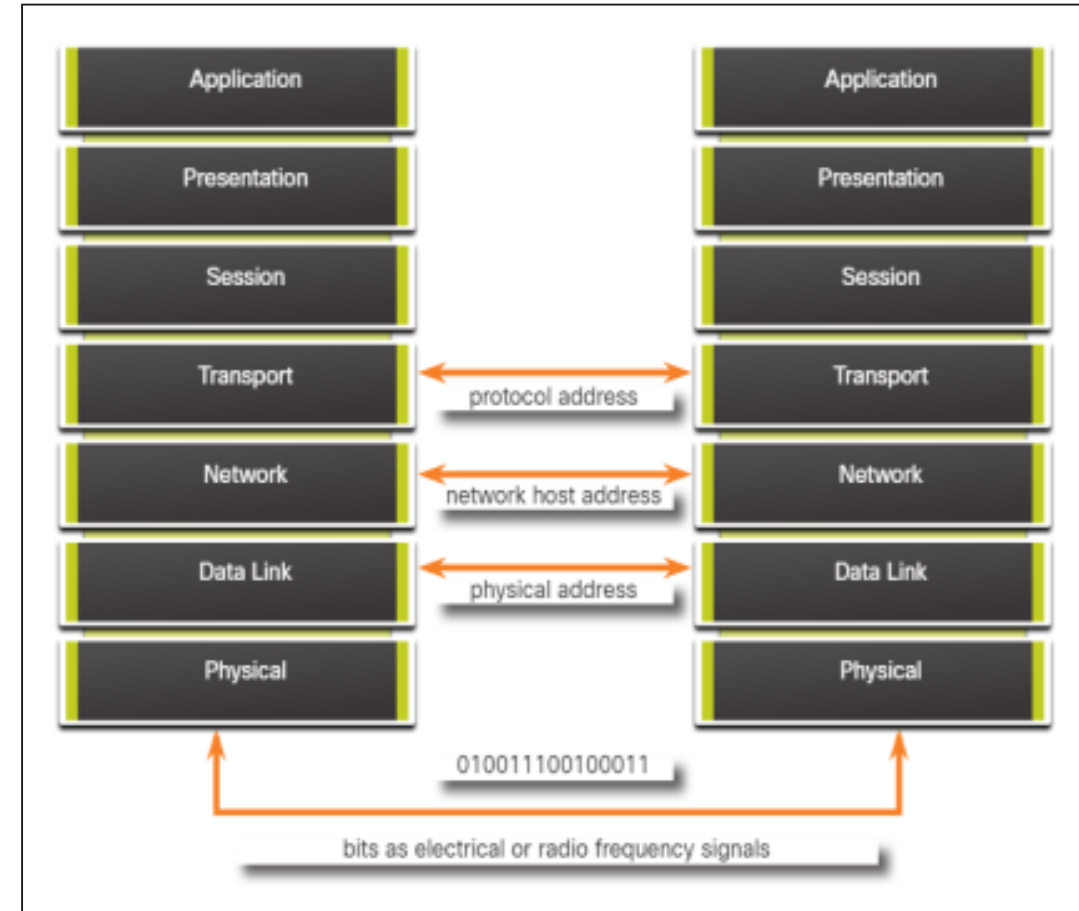 Application
Application
Presentation
Presentation
Session
Session
Transport
protocol address
Transport
Network
network host address
Network
Data Link
physical address
Data Link
Physical
Physical
010011100100011
bits as electrical or radio frequency signals